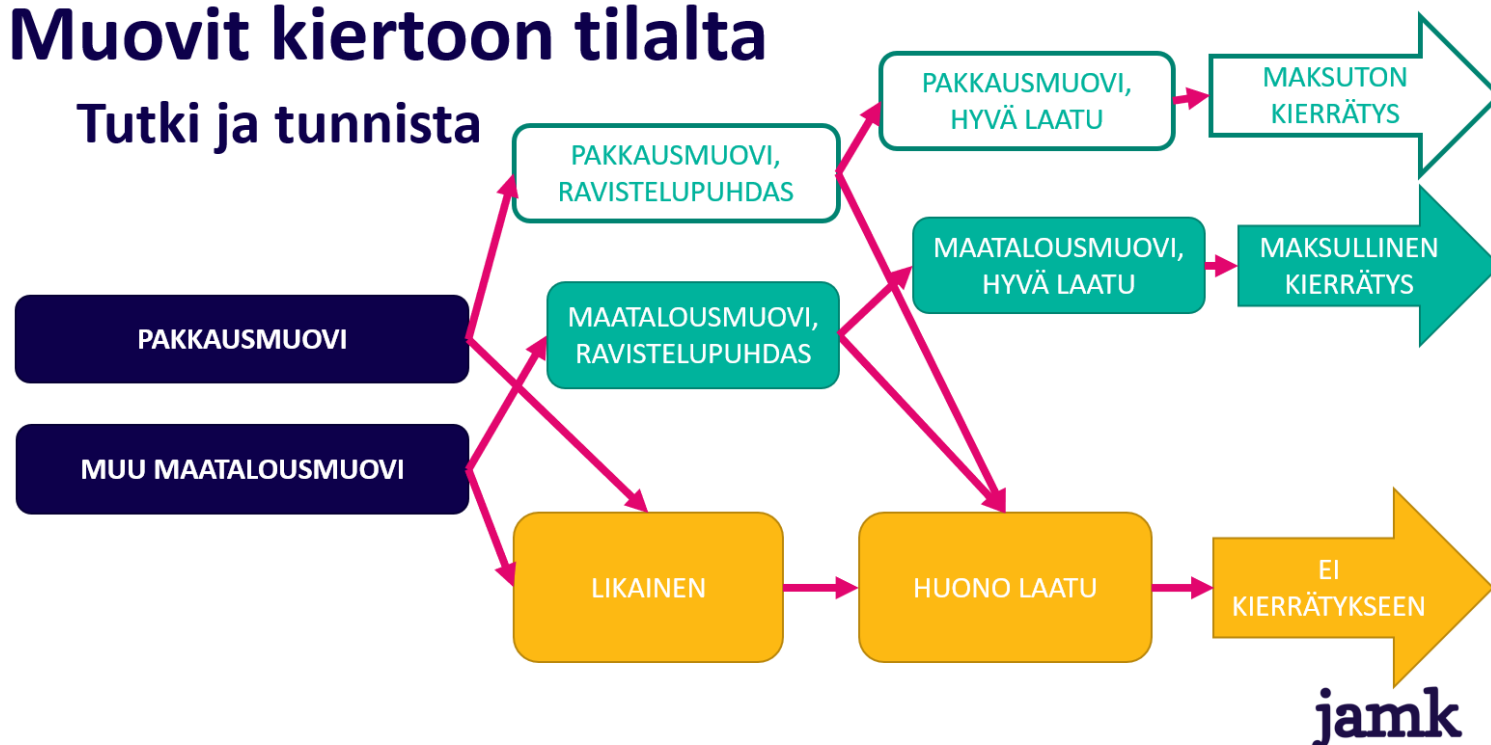 Muovit kiertoon tilalta
Tutki ja tunnista
PAKKAUSMUOVI
MUU MAATALOUSMUOVI
PAKKAUSMUOVI,
RAVISTELUPUHDAS
MAATALOUSMUOVI,
RAVISTELUPUHDAS
LIKAINEN
PAKKAUSMUOVI,
HYVÄ LAATU
MAATALOUSMUOVI,
HYVÄ LAATU
HUONO LAATU
MAKSUTON
KIERRÄTYS
MAKSULLINEN
KIERRÄTYS
EI
KIERRÄTYKSEEN
jamk